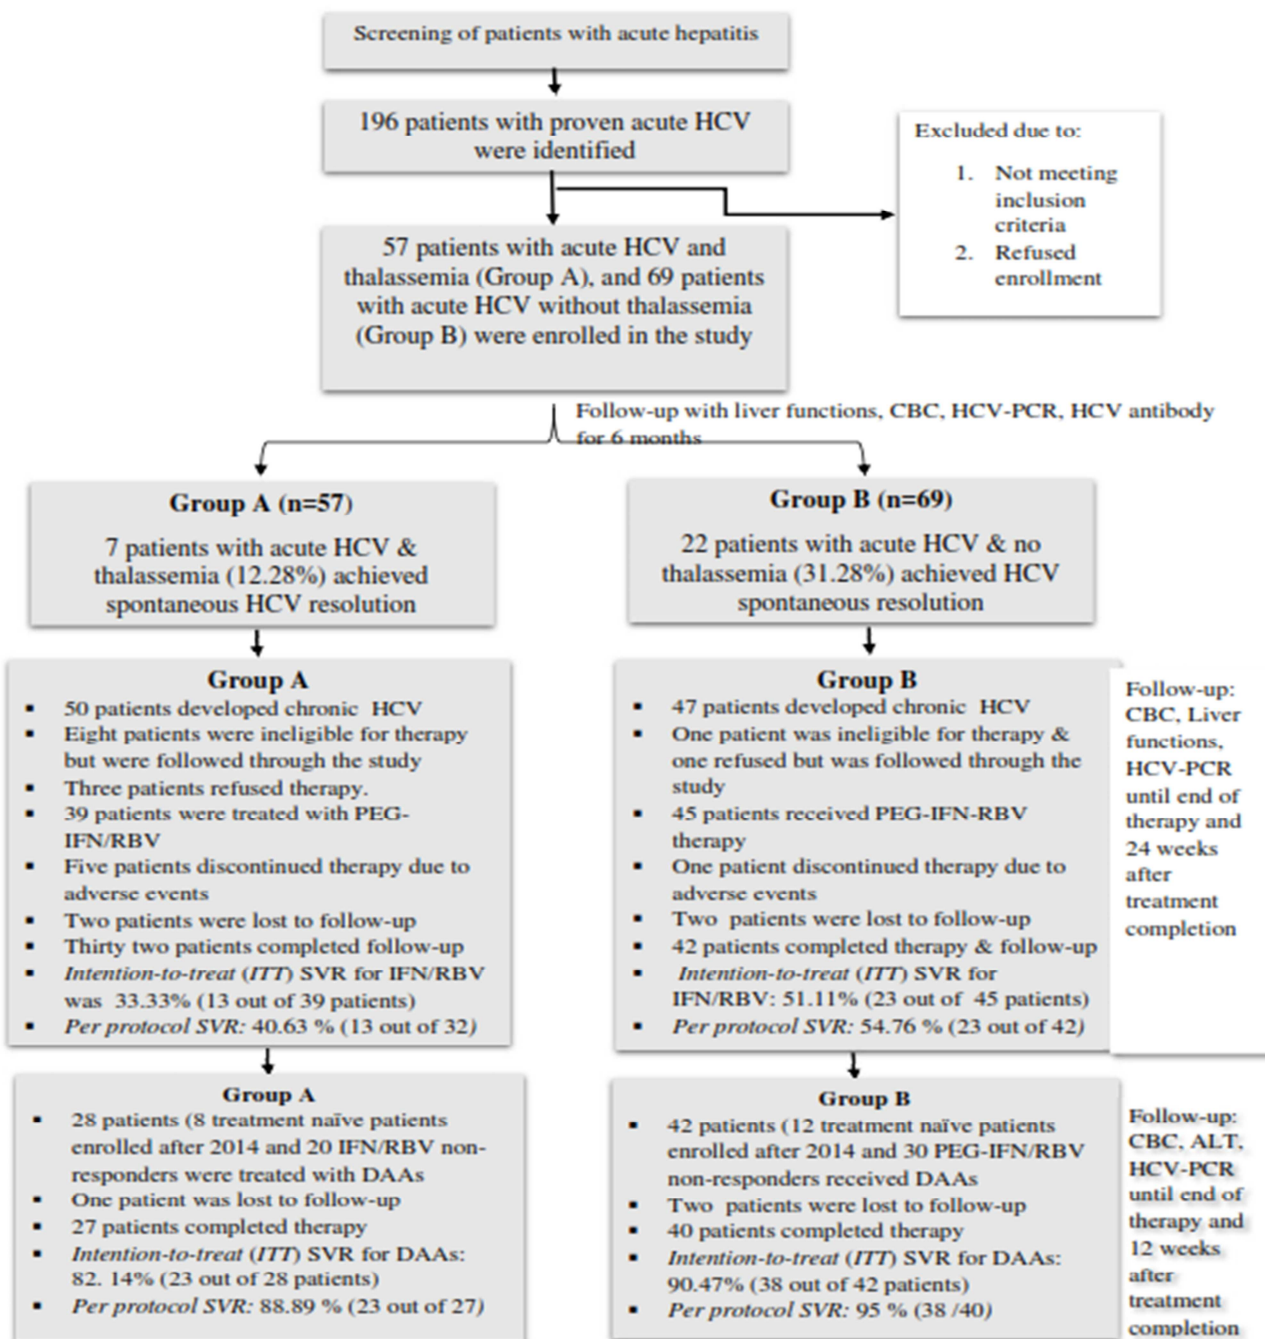 Screening of patients with acute hepatitis
196 patients with proven acute HCV
were identified
Excluded due to:
1. Not meeting
inclusion
criteria
2. Refused
enrollment
57 patients with acute HCV and
thalassemia (Group A), and 69 patients
with acute HCV without thalassemia
(Group B) were enrolled in the study
Follow-up with liver functions, CBC, HCV-PCR, HCV antibody
for 6 months
Group A (n=57)
7 patients with acute HCV &
thalassemia (12.28%) achieved
spontaneous HCV resolution
Group B (n=69)
22 patients with acute HCV & no
thalassemia (31.28%) achieved HCV
spontaneous resolution
Group A
▪ 50 patients developed chronic HCV
▪ Eight patients were ineligible for therapy
but were followed through the study
▪ Three patients refused therapy.
▪ 39 patients were treated with PEG-
IFN/RBV
▪ Five patients discontinued therapy due to
adverse events
▪ Two patients were lost to follow-up
▪ Thirty two patients completed follow-up
▪ Intention-to-treat (ITT) SVR for IFN/RBV
was 33.33% (13 out of 39 patients)
▪ Per protocol SVR: 40.63 % (13 out of 32)
Group B
▪ 47 patients developed chronic HCV
▪ One patient was ineligible for therapy &
one refused but was followed through the
study
▪ 45 patients received PEG-IFN-RBV
therapy
▪ One patient discontinued therapy due to
adverse events
▪ Two patients were lost to follow-up
▪ 42 patients completed therapy & follow-up
▪ Intention-to-treat (ITT) SVR for
IFN/RBV: 51.11% (23 out of 45 patients)
▪ Per protocol SVR: 54.76 % (23 out of 42)
Follow-up:
CBC, Liver
functions,
HCV-PCR
until end of
therapy and
24 weeks
after
treatment
completion
Group A
▪ 28 patients (8 treatment naïve patients
enrolled after 2014 and 20 IFN/RBV non-
responders were treated with DAAs
▪ One patient was lost to follow-up
▪ 27 patients completed therapy
▪ Intention-to-treat (ITT) SVR for DAAs:
82. 14% (23 out of 28 patients)
▪ Per protocol SVR: 88.89 % (23 out of 27)
Group B
▪ 42 patients (12 treatment naïve patients
enrolled after 2014 and 30 PEG-IFN/RBV
non-responders received DAAs
▪ Two patients were lost to follow-up
▪ 40 patients completed therapy
▪ Intention-to-treat (ITT) SVR for DAAs:
90.47% (38 out of 42 patients)
▪ Per protocol SVR: 95 % (38 /40)
Follow-up:
CBC, ALT,
HCV-PCR
until end of
therapy and
12 weeks
after
treatment
completion